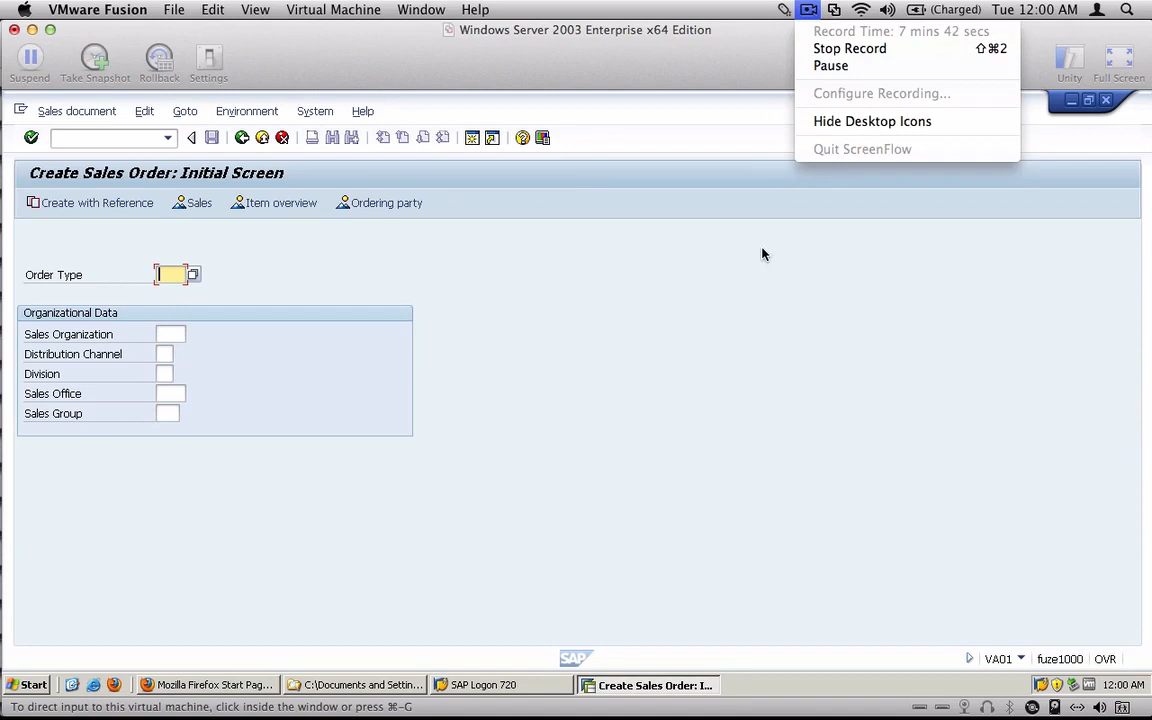 VMware Fusion File Edit View Virtual Machine Window Help (Charged) Tue 12:00 AM
Windows Server 2003 Enterprise x64 Edition
Record Time: 7 mins 42 secs
Stop Record ⇧⌘2
Pause
Configure Recording...
Hide Desktop Icons
Quit ScreenFlow
Suspend Take Snapshot Rollback Settings Unity Full Screen
Sales document Edit Goto Environment System Help
Create Sales Order: Initial Screen
Create with Reference Sales Item overview Ordering party
Order Type
Organizational Data
Sales Organization
Distribution Channel
Division
Sales Office
Sales Group
SAP
VA01 fuze1000 OVR
Start Mozilla Firefox Start Pag... C:\Documents and Settin... SAP Logon 720 Create Sales Order: I... 12:00 AM
To direct input to this virtual machine, click inside the window or press ⌘-G